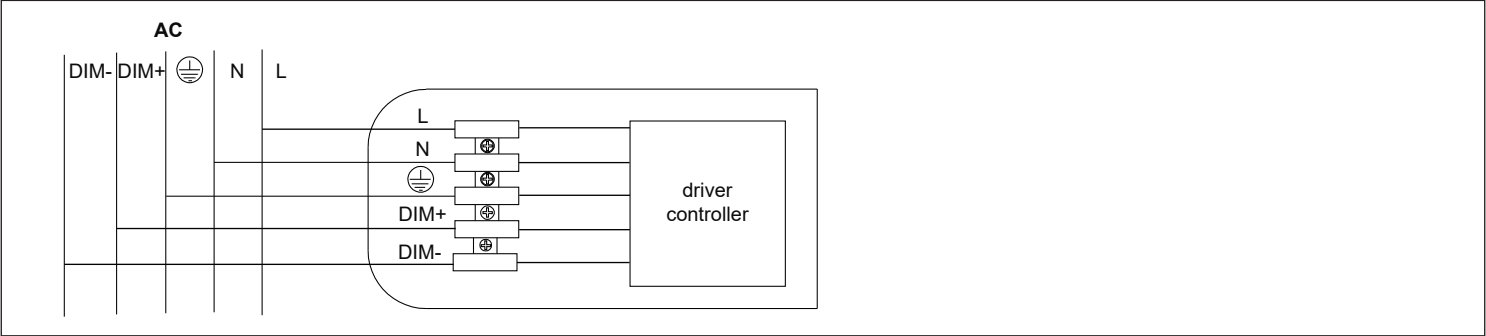 AC
DIM- DIM+ N L
L
N
DIM+
DIM-
driver
controller